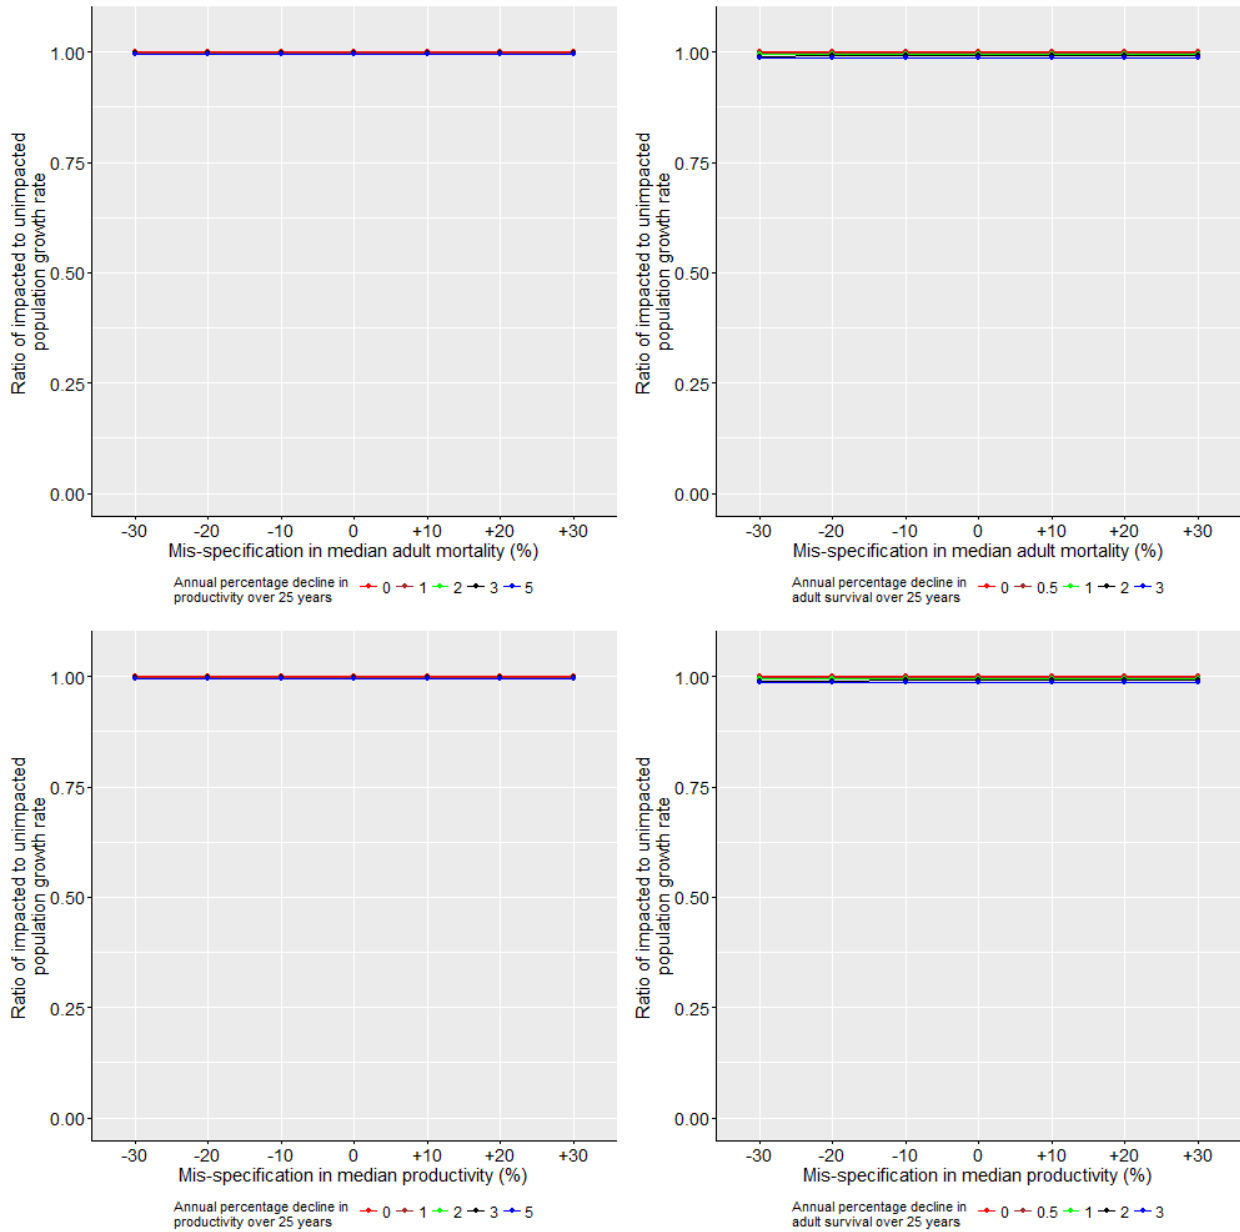 Ratio of impacted to unimpacted
population growth rate
1.00
0.75
0.50
0.25
0.00
-30 -20 -10 0 +10 +20 +30
Mis-specification in median adult mortality (%)
Annual percentage decline in
productivity over 25 years
0 1 2 3 5
Ratio of impacted to unimpacted
population growth rate
1.00
0.75
0.50
0.25
0.00
-30 -20 -10 0 +10 +20 +30
Mis-specification in median adult mortality (%)
Annual percentage decline in
adult survival over 25 years
0 0.5 1 2 3
Ratio of impacted to unimpacted
population growth rate
1.00
0.75
0.50
0.25
0.00
-30 -20 -10 0 +10 +20 +30
Mis-specification in median productivity (%)
Annual percentage decline in
productivity over 25 years
0 1 2 3 5
Ratio of impacted to unimpacted
population growth rate
1.00
0.75
0.50
0.25
0.00
-30 -20 -10 0 +10 +20 +30
Mis-specification in median productivity (%)
Annual percentage decline in
adult survival over 25 years
0 0.5 1 2 3